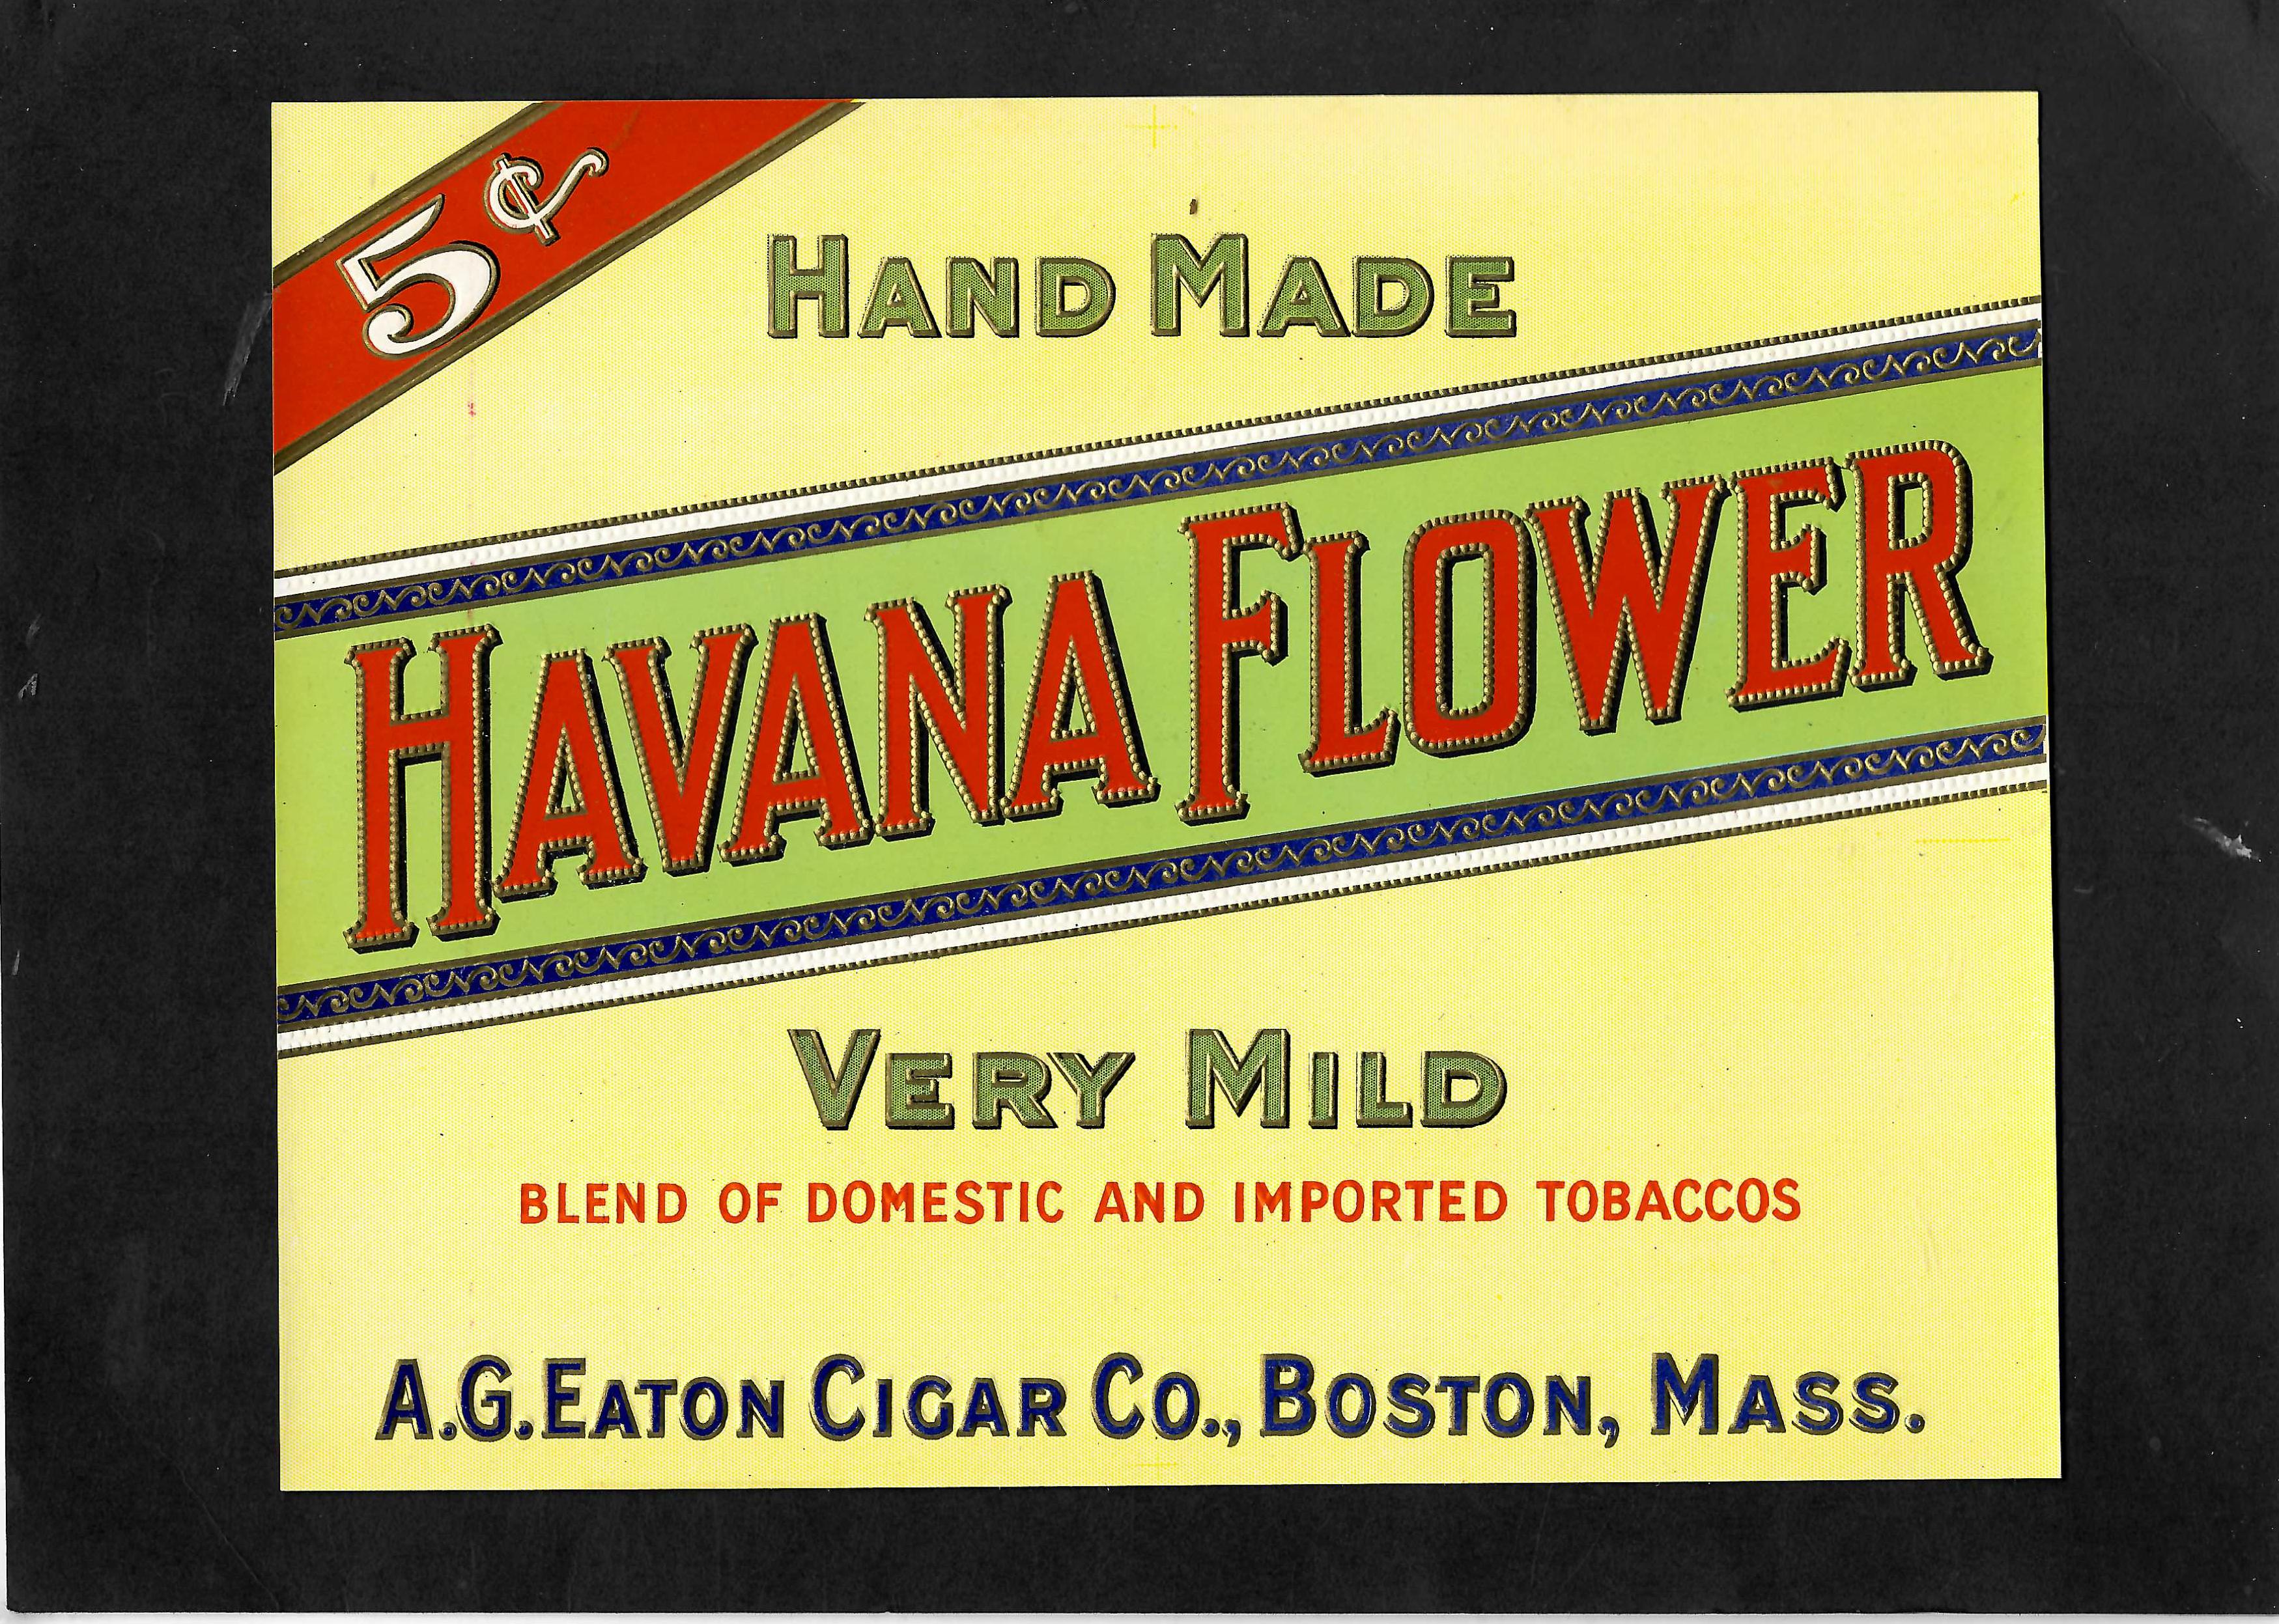 5¢
HAND MADE
HAVANA FLOWER
VERY MILD
BLEND OF DOMESTIC AND IMPORTED TOBACCOS
A.G. EATON CIGAR CO., BOSTON, MASS.